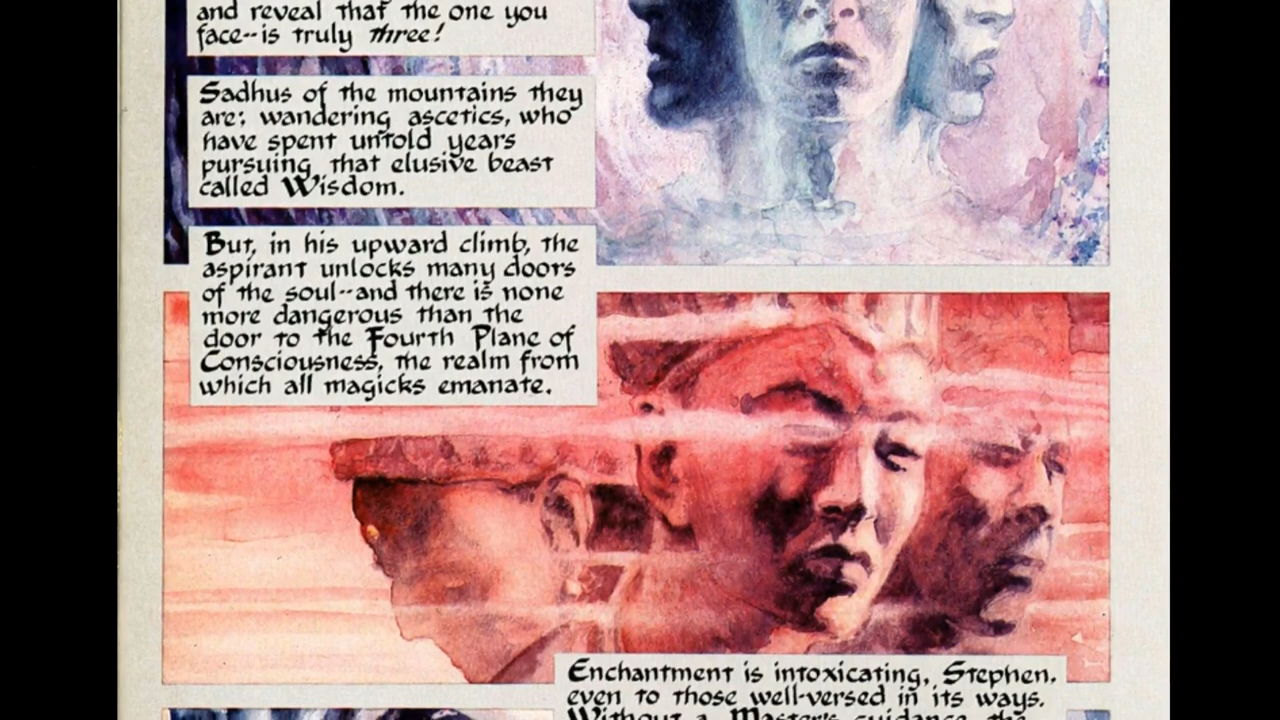 and reveal that the one you
face--is truly three!
Sadhus of the mountains they
are; wandering ascetics, who
have spent untold years
pursuing that elusive beast
called Wisdom.
But, in his upward climb, the
aspirant unlocks many doors
of the soul--and there is none
more dangerous than the
door to the Fourth Plane of
Consciousness, the realm from
which all magicks emanate.
Enchantment is intoxicating, Stephen,
even to those well-versed in its ways.
Without a Master's guidance, the